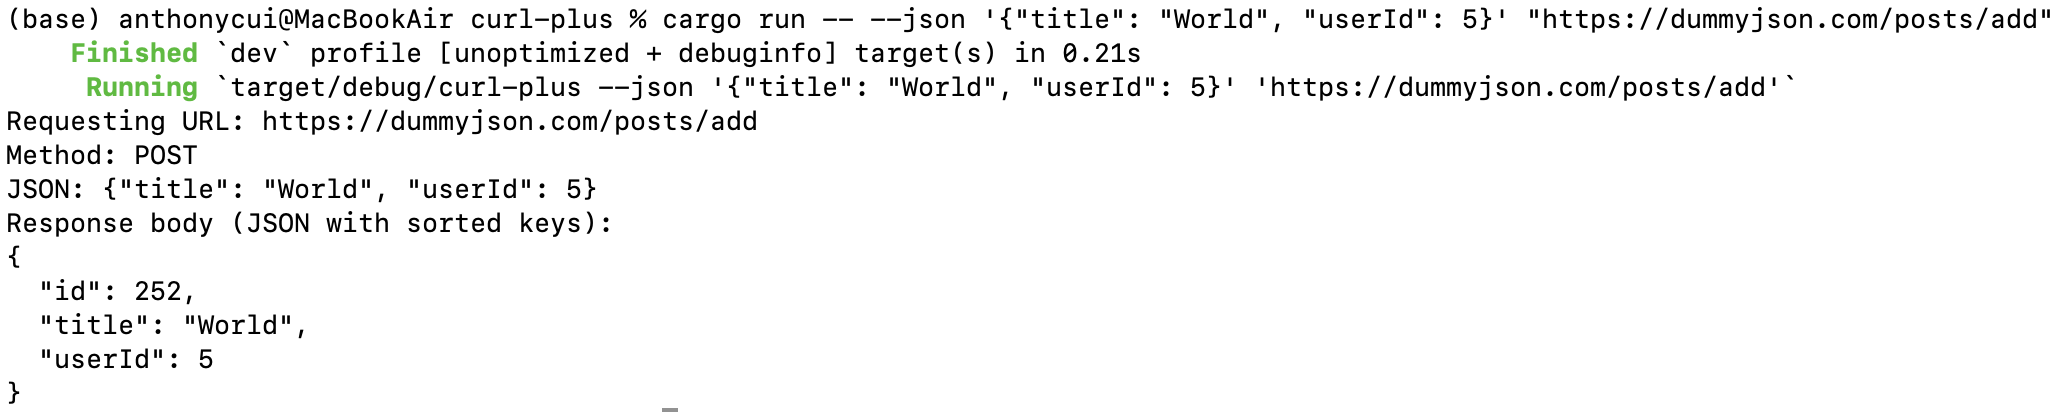 (base) anthonycui@MacBookAir curl-plus % cargo run -- --json '{"title": "World", "userId": 5}' "https://dummyjson.com/posts/add"
    Finished `dev` profile [unoptimized + debuginfo] target(s) in 0.21s
     Running `target/debug/curl-plus --json '{"title": "World", "userId": 5}' 'https://dummyjson.com/posts/add'`
Requesting URL: https://dummyjson.com/posts/add
Method: POST
JSON: {"title": "World", "userId": 5}
Response body (JSON with sorted keys):
{
  "id": 252,
  "title": "World",
  "userId": 5
}